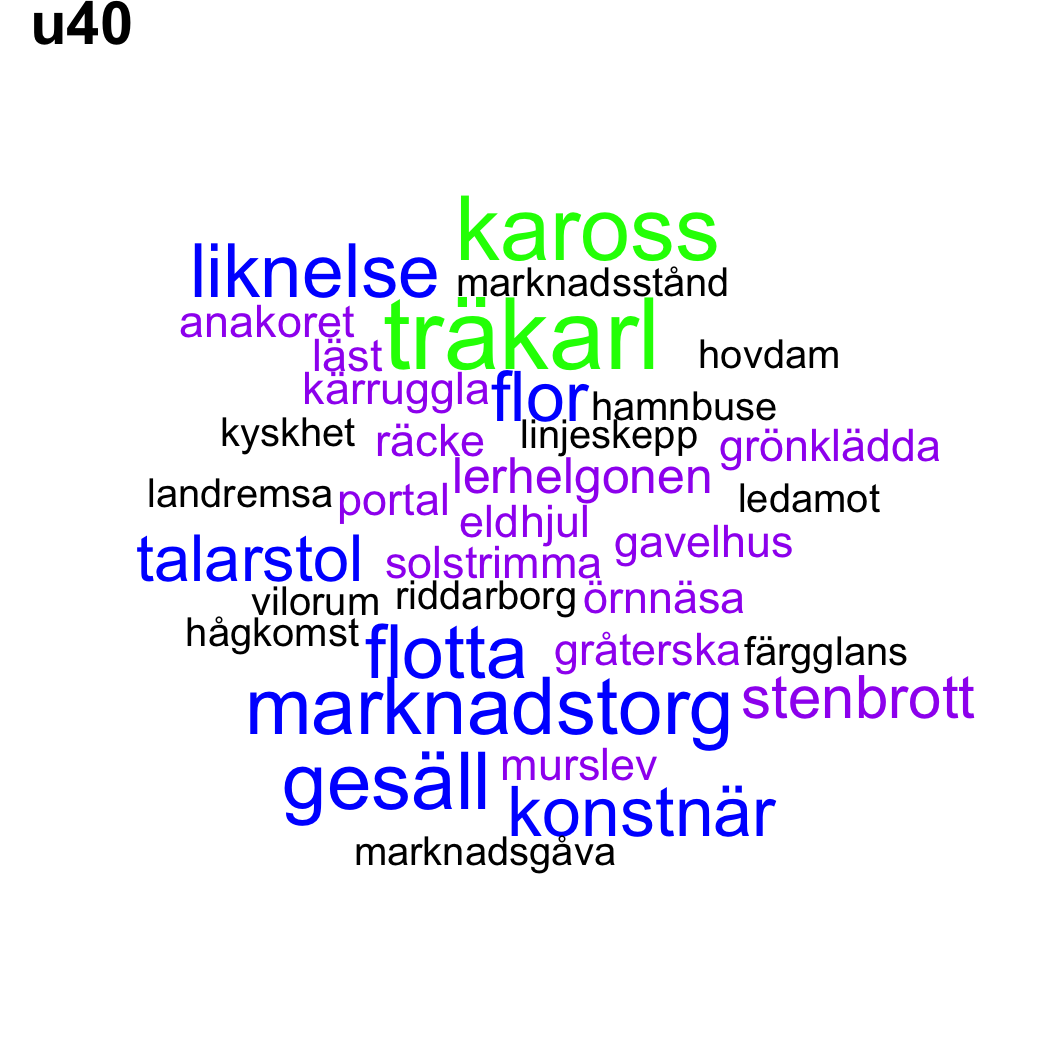 u40
kaross
liknelse
marknadsstånd
anakoret
träkarl
läst
hovdam
kärruggla
flor
hamnbuse
kyskhet
räcke
linjeskepp
grönklädda
lerhelgonen
landremsa
portal
ledamot
eldhjul
gavelhus
talarstol
solstrimma
vilorum
riddarborg
örnnäsa
hågkomst
flotta
gråterska
färgglans
marknadstorg
stenbrott
gesäll
murslev
konstnär
marknadsgåva